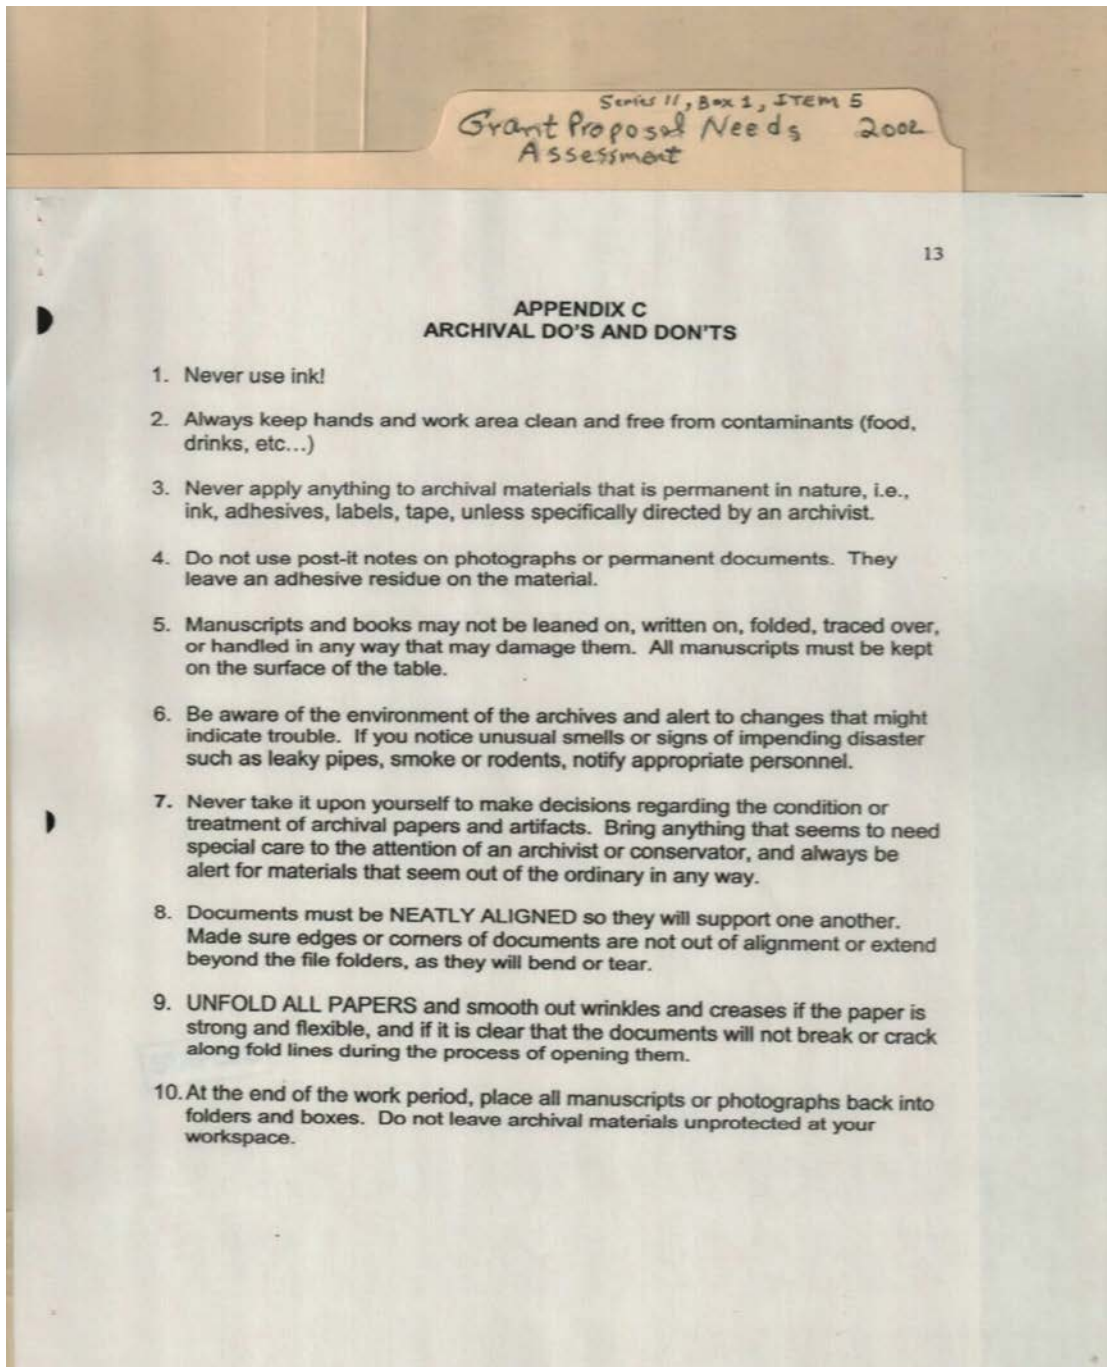 Series II, Box 1, ITEM 5
Grant Proposal Needs 2002
Assessment
13
APPENDIX C
ARCHIVAL DO'S AND DON'TS
1. Never use ink!
2. Always keep hands and work area clean and free from contaminants (food,
drinks, etc...)
3. Never apply anything to archival materials that is permanent in nature, i.e.,
ink, adhesives, labels, tape, unless specifically directed by an archivist.
4. Do not use post-it notes on photographs or permanent documents. They
leave an adhesive residue on the material.
5. Manuscripts and books may not be leaned on, written on, folded, traced over,
or handled in any way that may damage them. All manuscripts must be kept
on the surface of the table.
6. Be aware of the environment of the archives and alert to changes that might
indicate trouble. If you notice unusual smells or signs of impending disaster
such as leaky pipes, smoke or rodents, notify appropriate personnel.
7. Never take it upon yourself to make decisions regarding the condition or
treatment of archival papers and artifacts. Bring anything that seems to need
special care to the attention of an archivist or conservator, and always be
alert for materials that seem out of the ordinary in any way.
8. Documents must be NEATLY ALIGNED so they will support one another.
Made sure edges or corners of documents are not out of alignment or extend
beyond the file folders, as they will bend or tear.
9. UNFOLD ALL PAPERS and smooth out wrinkles and creases if the paper is
strong and flexible, and if it is clear that the documents will not break or crack
along fold lines during the process of opening them.
10. At the end of the work period, place all manuscripts or photographs back into
folders and boxes. Do not leave archival materials unprotected at your
workspace.